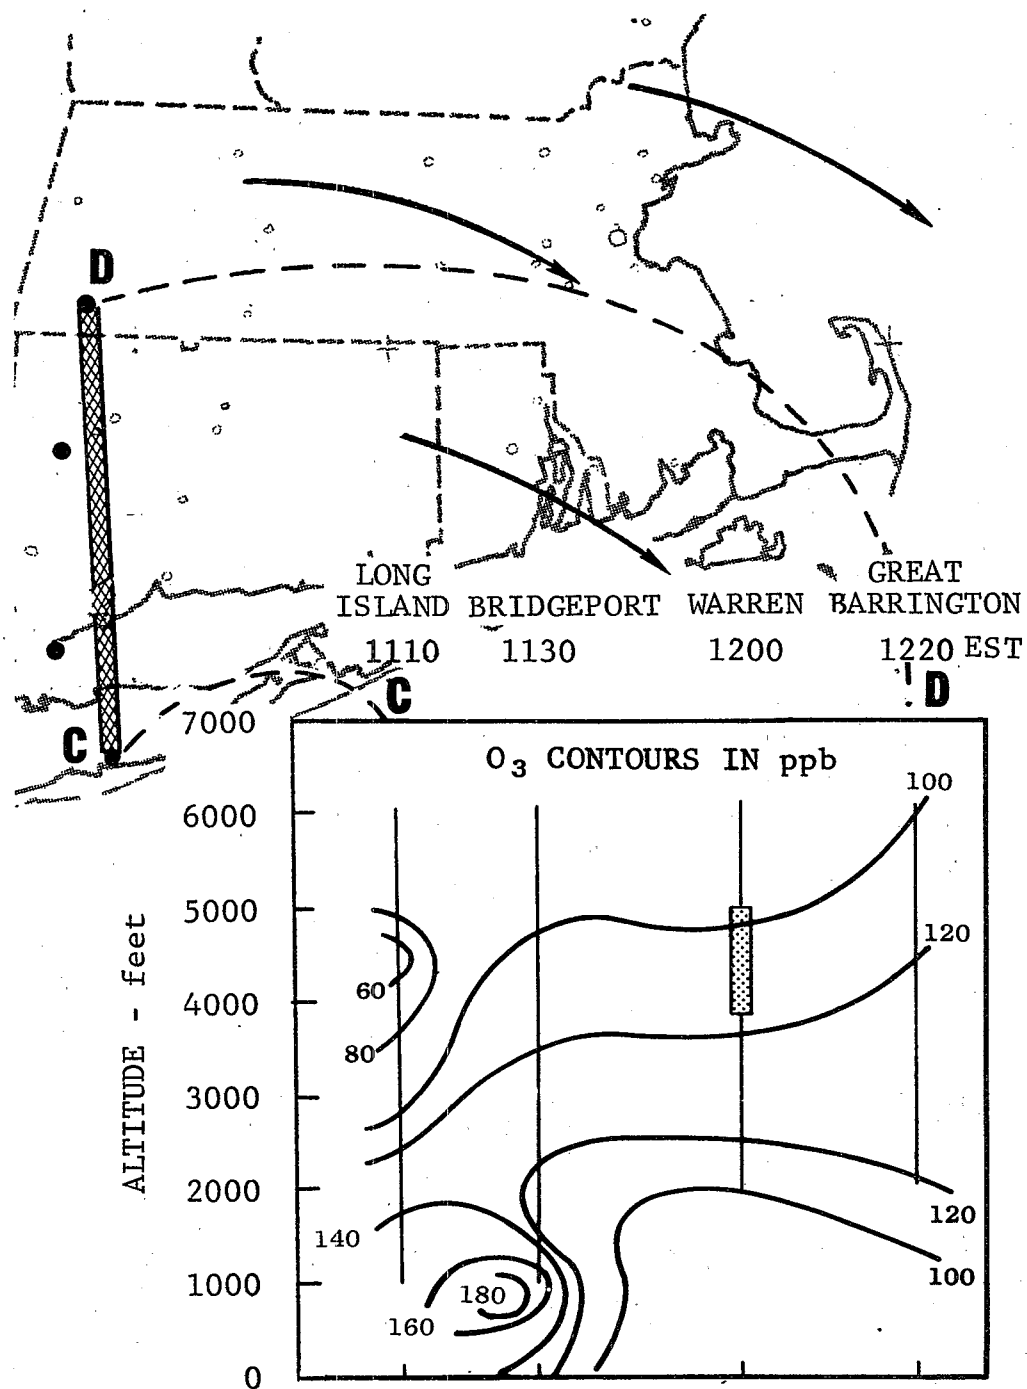 D
LONG GREAT
ISLAND BRIDGEPORT WARREN BARRINGTON
1110 1130 1200 1220 EST
C D
C
7000
O3 CONTOURS IN ppb
100
6000
5000
120
4000
60
80
3000
2000
120
140
1000
100
180
160
0
ALTITUDE - feet